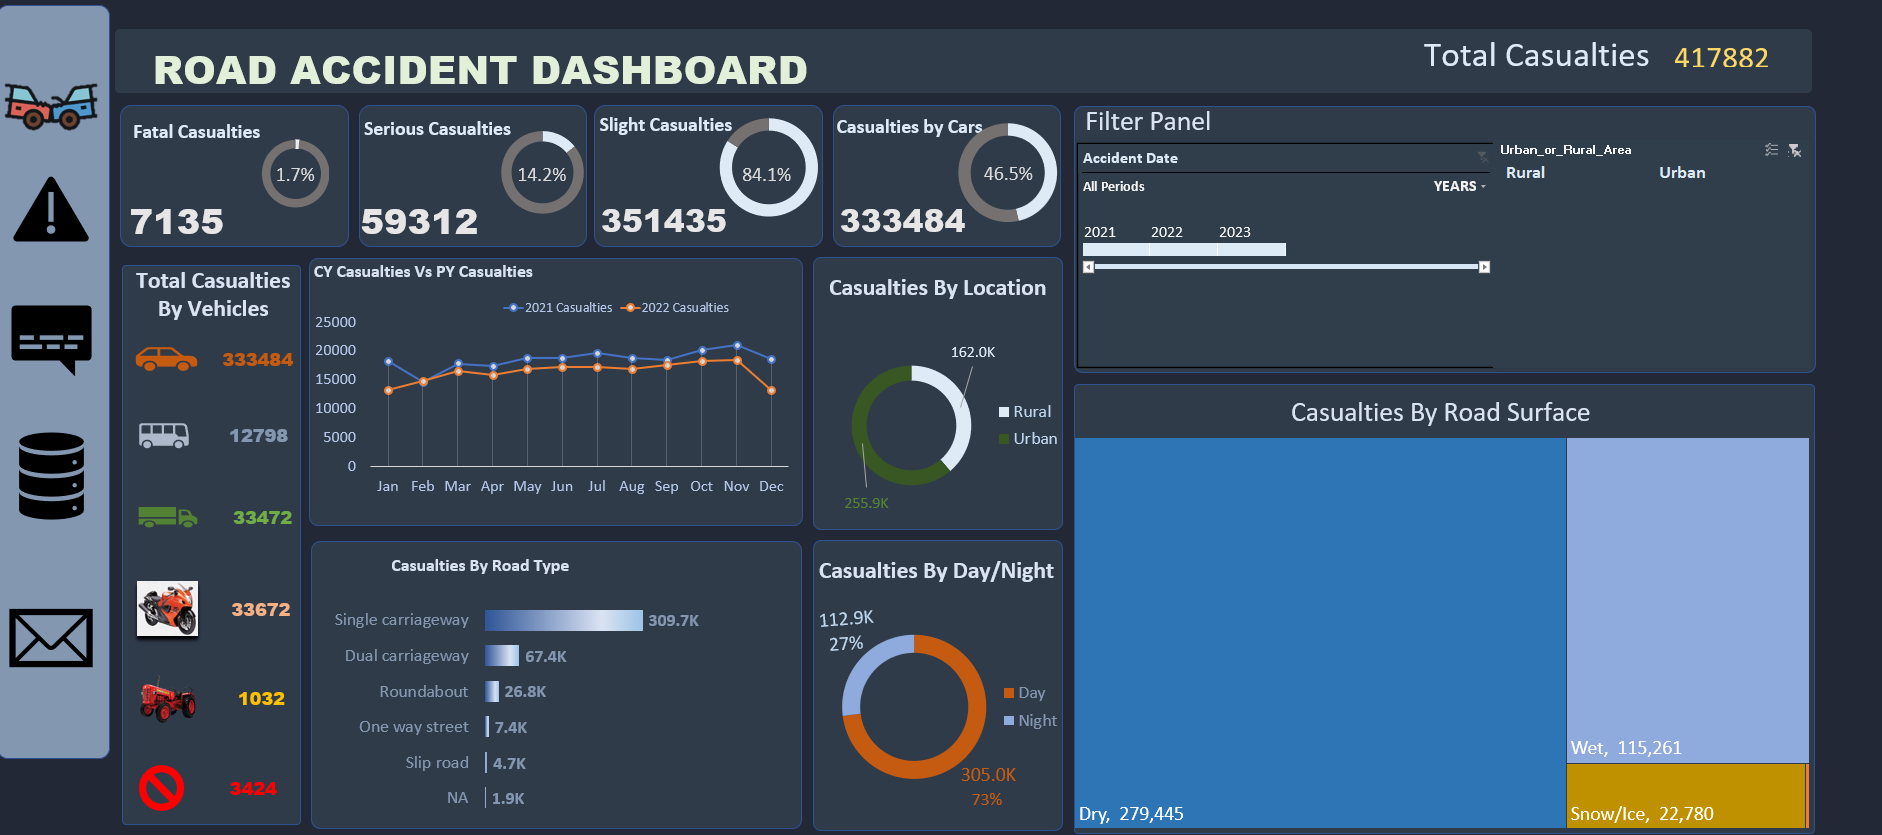 ROAD ACCIDENT DASHBOARD
Total Casualties 417882
Fatal Casualties
1.7%
7135
Serious Casualties
14.2%
59312
Slight Casualties
84.1%
351435
Casualties by Cars
46.5%
333484
Filter Panel
Accident Date
All Periods
YEARS
2021 2022 2023
Urban_or_Rural_Area
Rural Urban
Total Casualties
By Vehicles
333484
12798
33472
33672
1032
3424
CY Casualties Vs PY Casualties
2021 Casualties 2022 Casualties
25000
20000
15000
10000
5000
0
Jan Feb Mar Apr May Jun Jul Aug Sep Oct Nov Dec
Casualties By Location
162.0K
Rural
Urban
255.9K
Casualties By Road Type
Single carriageway 309.7K
Dual carriageway 67.4K
Roundabout 26.8K
One way street 7.4K
Slip road 4.7K
NA 1.9K
Casualties By Day/Night
112.9K
27%
Day
Night
305.0K
73%
Casualties By Road Surface
Dry, 279,445
Wet, 115,261
Snow/Ice, 22,780